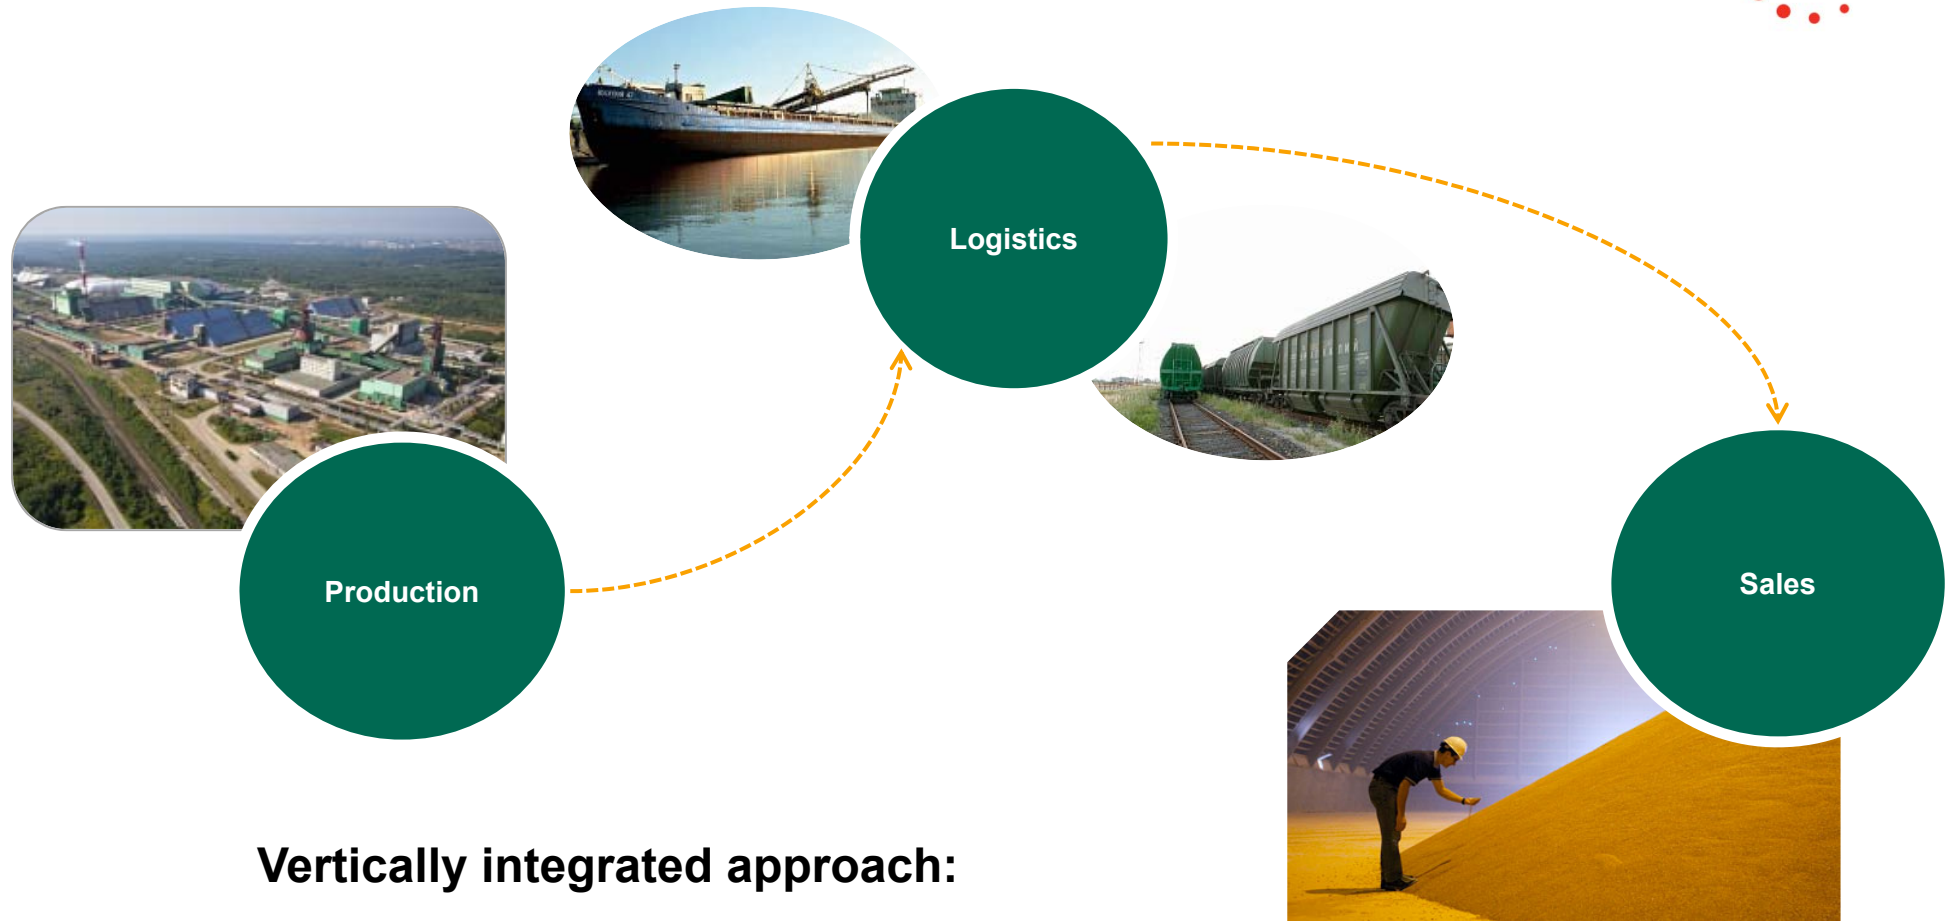 Logistics
Production
Sales
Vertically integrated approach: